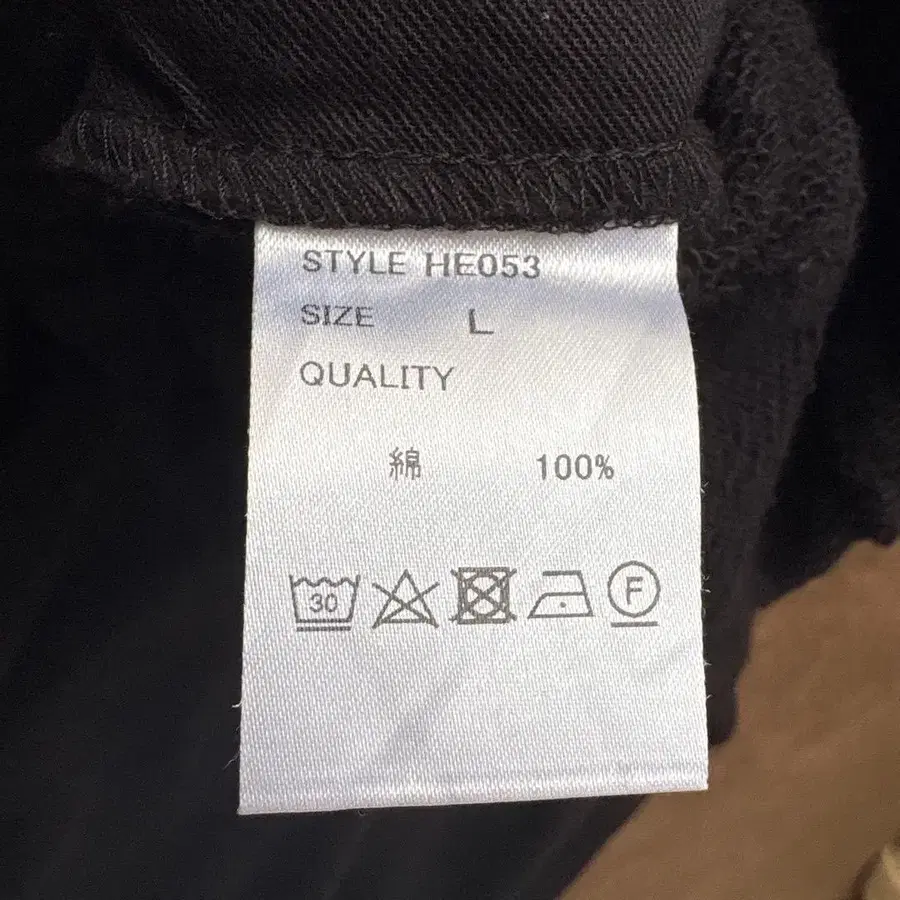 STYLE HE053
SIZE L
QUALITY
綿 100%
30 F